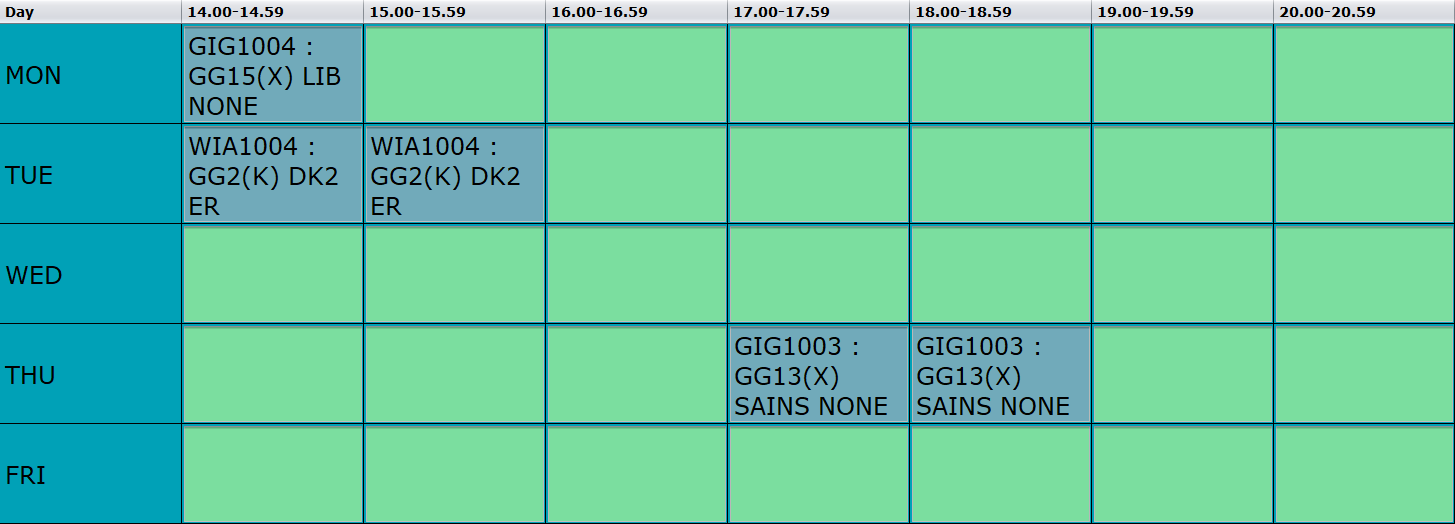 Day 14.00-14.59 15.00-15.59 16.00-16.59 17.00-17.59 18.00-18.59 19.00-19.59 20.00-20.59
MON
GIG1004 :
GG15(X) LIB
NONE
TUE
WIA1004 :
GG2(K) DK2
ER
WIA1004 :
GG2(K) DK2
ER
WED
THU
GIG1003 :
GG13(X)
SAINS NONE
GIG1003 :
GG13(X)
SAINS NONE
FRI